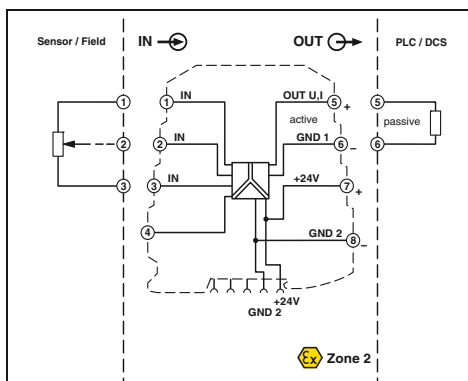 Sensor / Field
IN
OUT
PLC / DCS
1
1
IN
OUT U,I
5
+
5
active
passive
2
2
IN
GND 1
6
–
6
3
3
IN
+24V
7
+
4
GND 2
8
–
+24V
GND 2
Ex
Zone 2